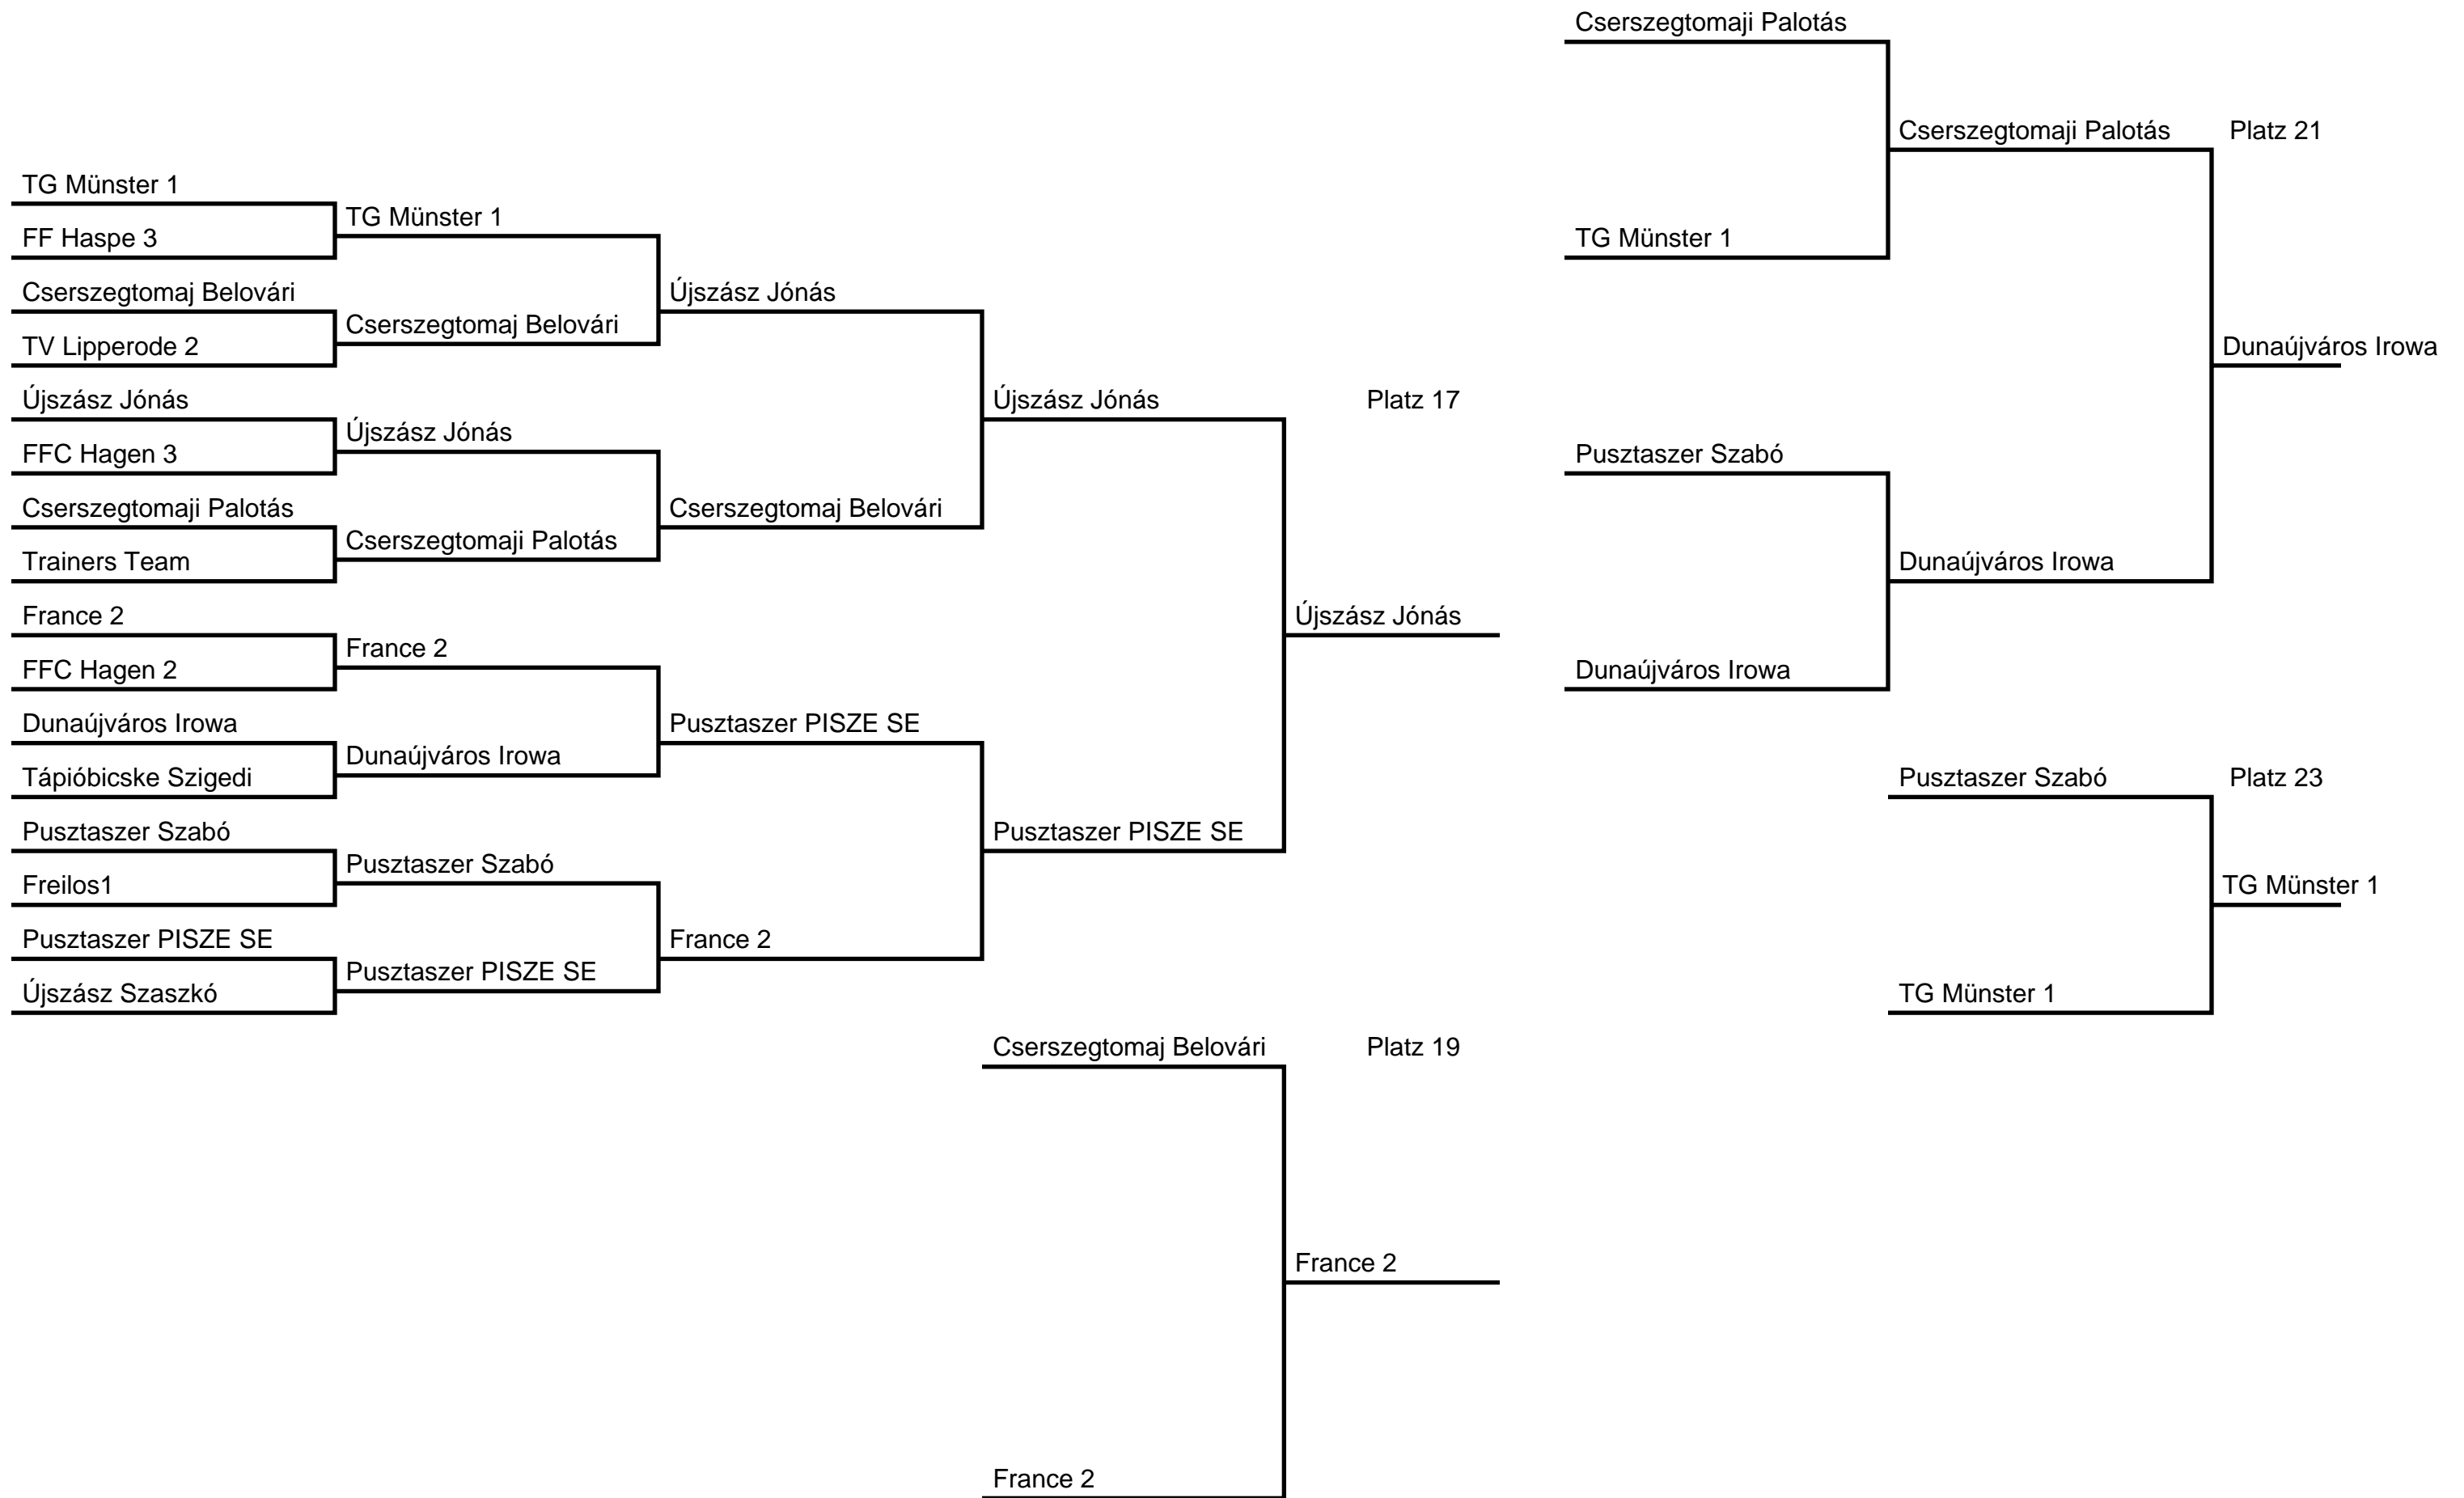 TG Münster 1
FF Haspe 3
Cserszegtomaj Belovári
TV Lipperode 2
Újszász Jónás
FFC Hagen 3
Cserszegtomaji Palotás
Trainers Team
France 2
FFC Hagen 2
Dunaújváros Irowa
Tápióbicske Szigedi
Pusztaszer Szabó
Freilos1
Pusztaszer PISZE SE
Újszász Szaszkó
TG Münster 1
Cserszegtomaj Belovári
Újszász Jónás
Cserszegtomaji Palotás
France 2
Dunaújváros Irowa
Pusztaszer Szabó
Pusztaszer PISZE SE
Újszász Jónás
Cserszegtomaj Belovári
Pusztaszer PISZE SE
France 2
Újszász Jónás
Platz 17
Pusztaszer PISZE SE
Újszász Jónás
Cserszegtomaj Belovári
Platz 19
France 2
France 2
Cserszegtomaji Palotás
TG Münster 1
Pusztaszer Szabó
Dunaújváros Irowa
Cserszegtomaji Palotás
Platz 21
Dunaújváros Irowa
Dunaújváros Irowa
Pusztaszer Szabó
Platz 23
TG Münster 1
TG Münster 1